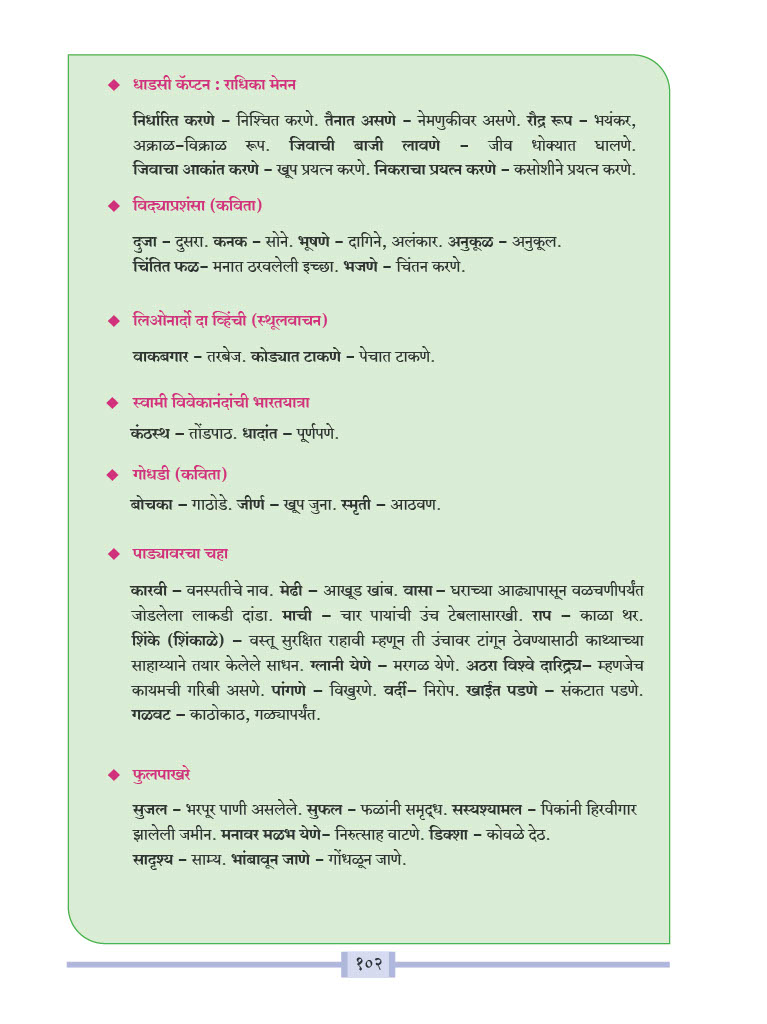 ◆ धाडसी कॅप्टन : राधिका मेनन
निर्धारित करणे – निश्चित करणे. तैनात असणे – नेमणुकीवर असणे. रौद्र रूप – भयंकर,
अक्राळ–विक्राळ रूप. जिवाची बाजी लावणे – जीव धोक्यात घालणे.
जिवाचा आकांत करणे – खूप प्रयत्न करणे. निकराचा प्रयत्न करणे – कसोशीने प्रयत्न करणे.
◆ विद्याप्रशंसा (कविता)
दुजा – दुसरा. कनक – सोने. भूषणे – दागिने, अलंकार. अनुकूळ – अनुकूल.
चिंतित फळ– मनात ठरवलेली इच्छा. भजणे – चिंतन करणे.
◆ लिओनार्दो दा व्हिंची (स्थूलवाचन)
वाकबगार – तरबेज. कोड्यात टाकणे – पेचात टाकणे.
◆ स्वामी विवेकानंदांची भारतयात्रा
कंठस्थ – तोंडपाठ. धादांत – पूर्णपणे.
◆ गोधडी (कविता)
बोचका – गाठोडे. जीर्ण – खूप जुना. स्मृती – आठवण.
◆ पाड्यावरचा चहा
कारवी – वनस्पतीचे नाव. मेढी – आखूड खांब. वासा – घराच्या आढ्यापासून वळचणीपर्यंत
जोडलेला लाकडी दांडा. माची – चार पायांची उंच टेबलासारखी. राप – काळा थर.
शिंके (शिंकाळे) – वस्तू सुरक्षित राहावी म्हणून ती उंचावर टांगून ठेवण्यासाठी काथ्याच्या
साहाय्याने तयार केलेले साधन. ग्लानी येणे – मरगळ येणे. अठरा विश्वे दारिद्र्य– म्हणजेच
कायमची गरिबी असणे. पांगणे – विखुरणे. वर्दी– निरोप. खाईत पडणे – संकटात पडणे.
गळवट – काठोकाठ, गळ्यापर्यंत.
◆ फुलपाखरे
सुजल – भरपूर पाणी असलेले. सुफल – फळांनी समृद्ध. सस्यश्यामल – पिकांनी हिरवीगार
झालेली जमीन. मनावर मळभ येणे– निरुत्साह वाटणे. डिक्शा – कोवळे देठ.
सादृश्य – साम्य. भांबावून जाणे – गोंधळून जाणे.
१०२